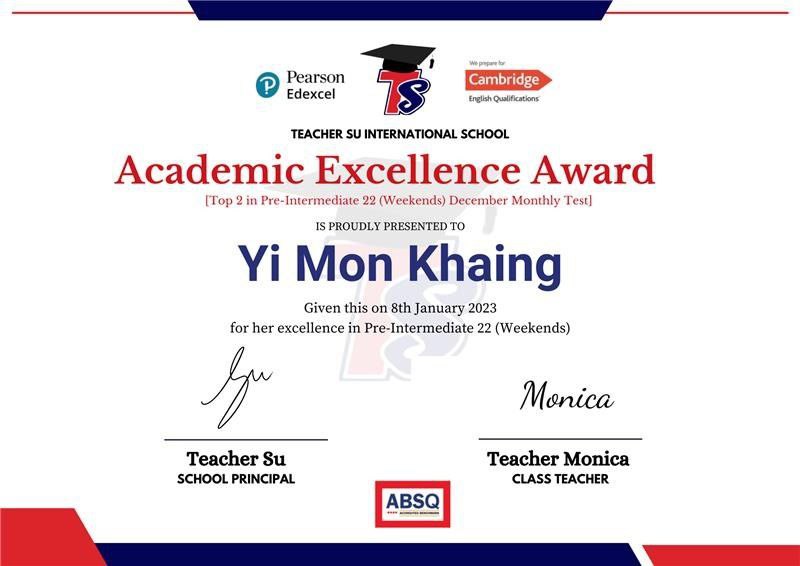 Pearson
Edexcel
TS
We prepare for
Cambridge
English Qualifications
TEACHER SU INTERNATIONAL SCHOOL
Academic Excellence Award
[Top 2 in Pre-Intermediate 22 (Weekends) December Monthly Test]
IS PROUDLY PRESENTED TO
Yi Mon Khaing
Given this on 8th January 2023
for her excellence in Pre-Intermediate 22 (Weekends)
Su
Monica
Teacher Su
Teacher Monica
SCHOOL PRINCIPAL
CLASS TEACHER
ABSQ
ACCREDITED BENCHMARK